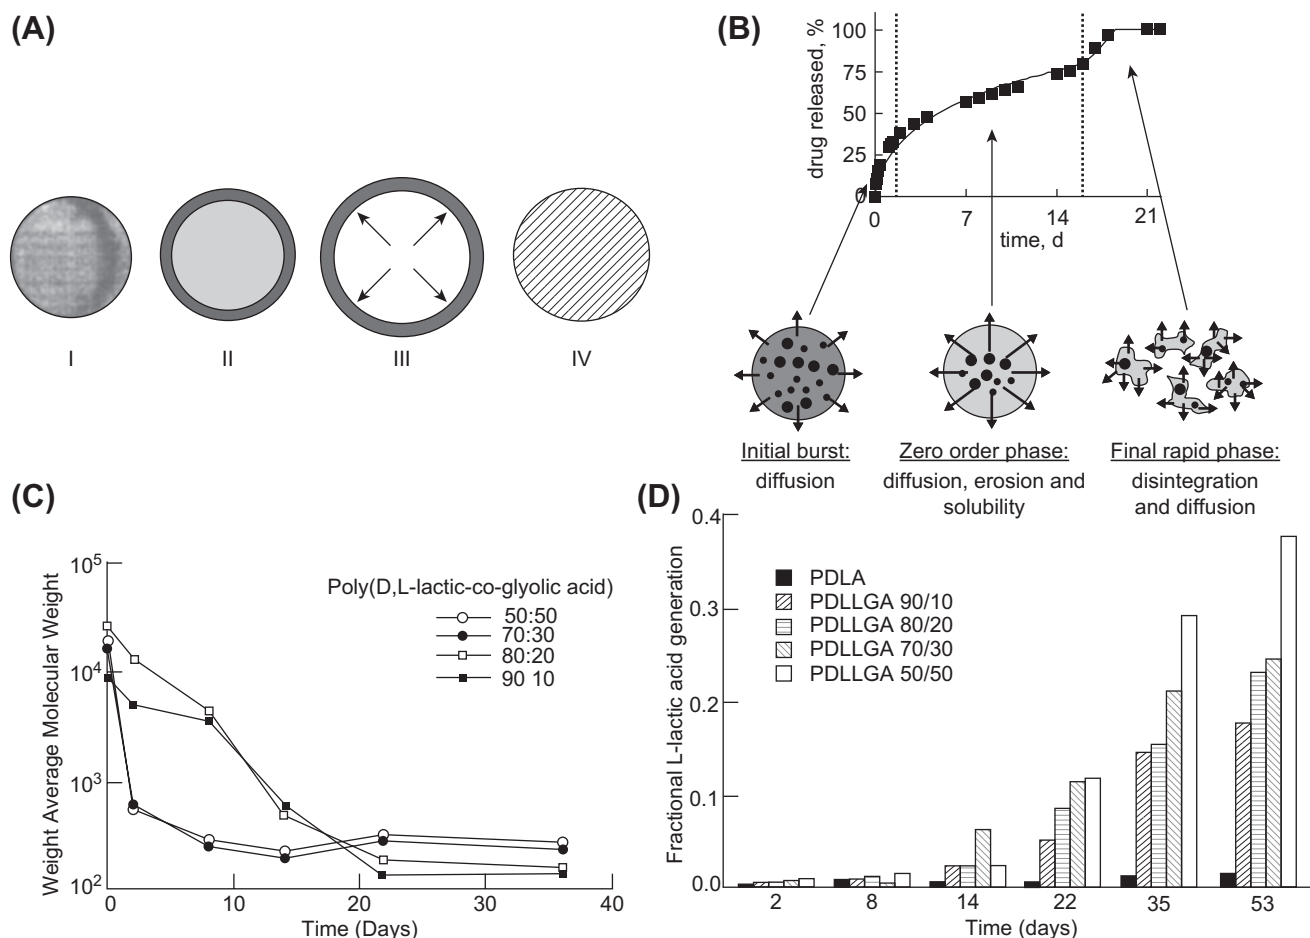 (A)
I
II
III
IV
(B)
drug released, %
100
75
50
25
0
0
7
14
21
time, d
Initial burst:
diffusion
Zero order phase:
diffusion, erosion and
solubility
Final rapid phase:
disintegration
and diffusion
(C)
Weight Average Molecular Weight
10^5
10^4
10^3
10^2
Poly(D,L-lactic-co-glyolic acid)
50:50
70:30
80:20
90 10
0
10
20
30
40
Time (Days)
(D)
Fractional L-lactic acid generation
0.4
0.3
0.2
0.1
0.0
PDLA
PDLLGA 90/10
PDLLGA 80/20
PDLLGA 70/30
PDLLGA 50/50
2
8
14
22
35
53
Time (days)